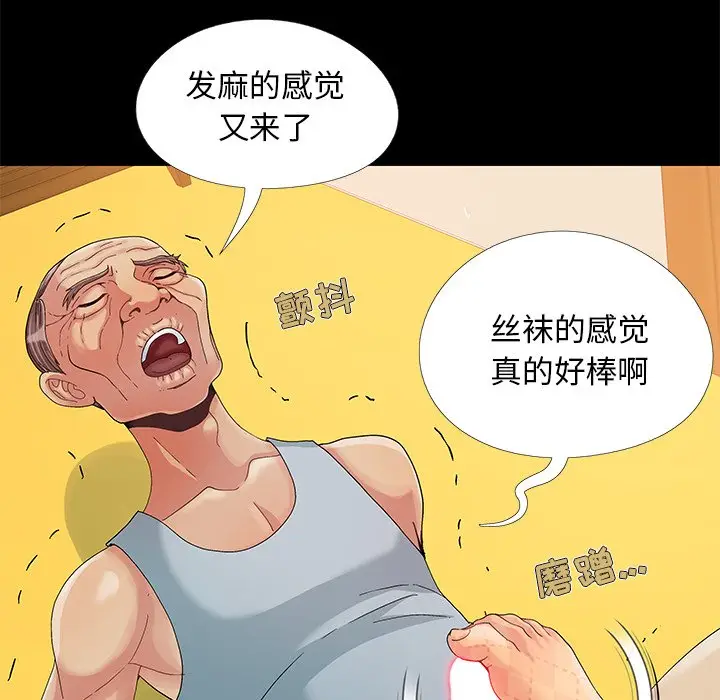 发麻的感觉
又来了
颤抖
丝袜的感觉
真的好棒啊
磨蹭…